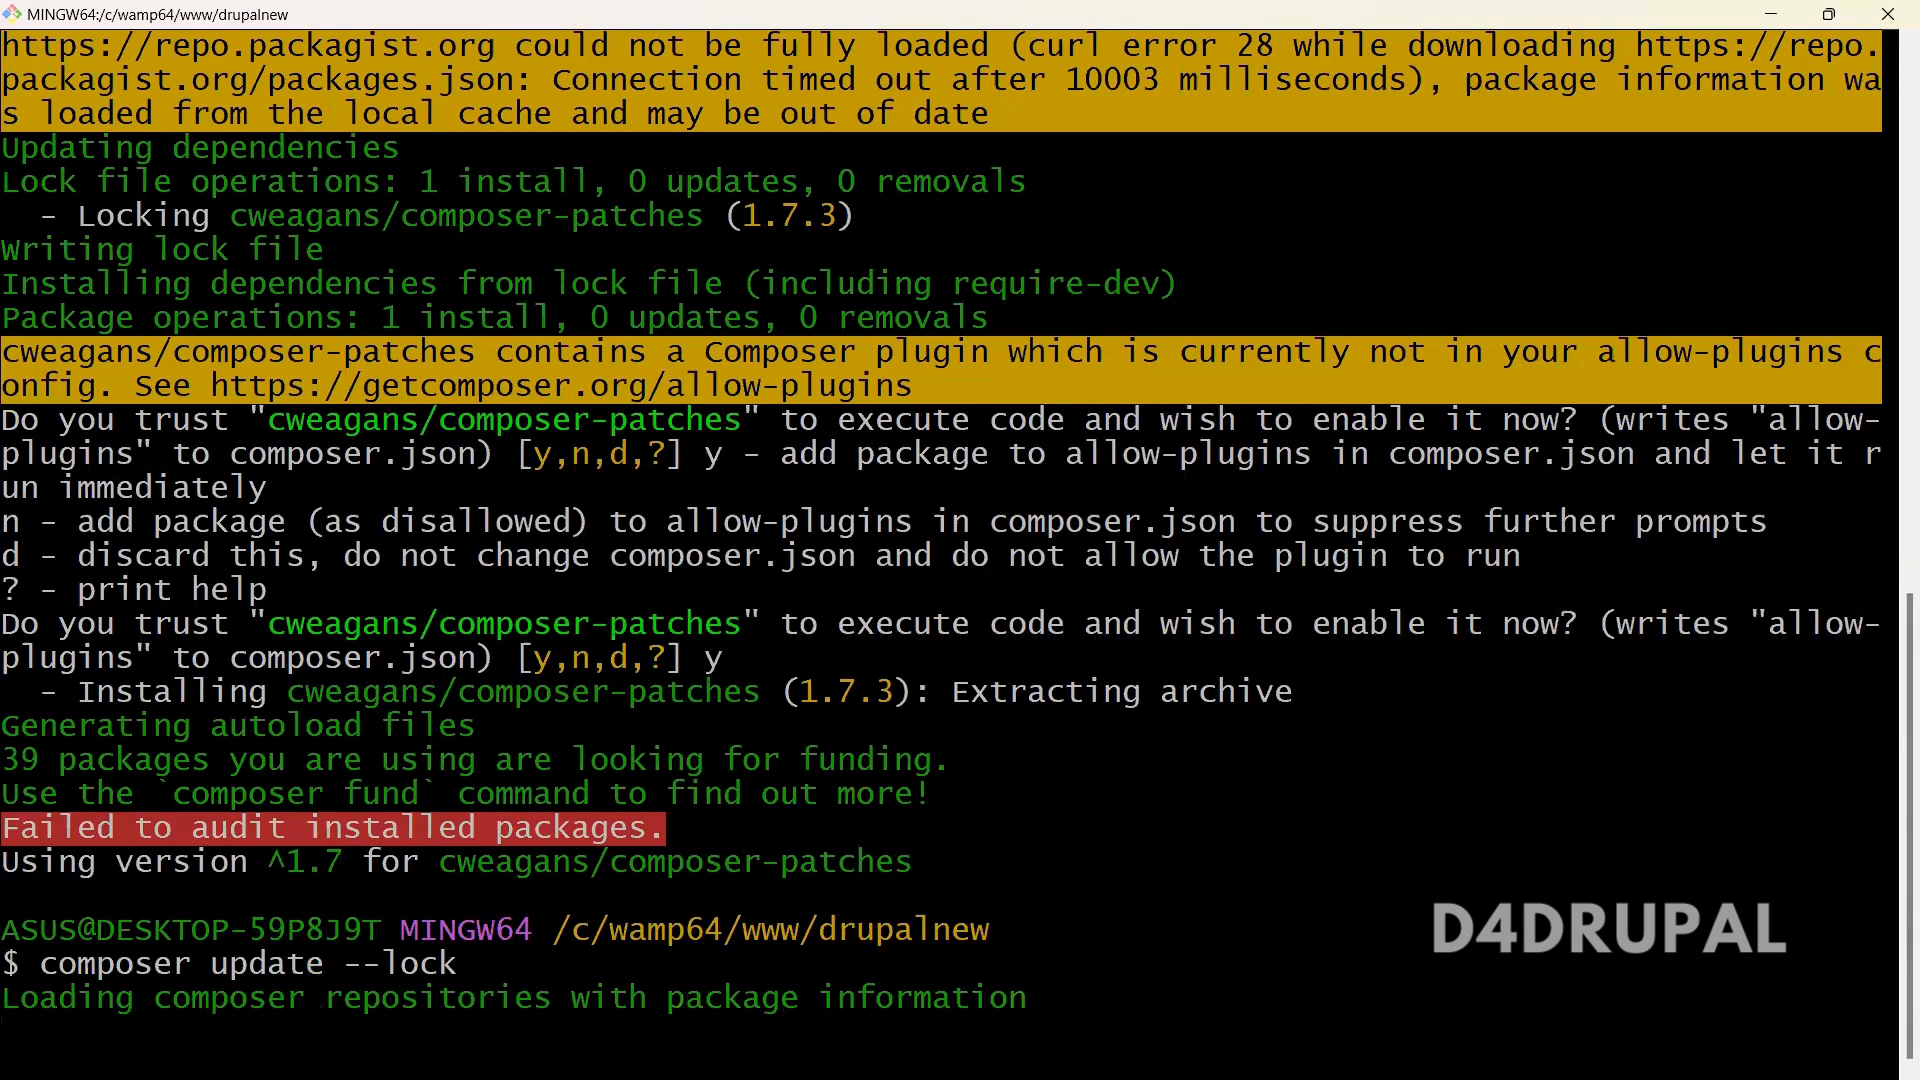 MINGW64:/c/wamp64/www/drupalnew
https://repo.packagist.org could not be fully loaded (curl error 28 while downloading https://repo.
packagist.org/packages.json: Connection timed out after 10003 milliseconds), package information wa
s loaded from the local cache and may be out of date
Updating dependencies
Lock file operations: 1 install, 0 updates, 0 removals
  - Locking cweagans/composer-patches (1.7.3)
Writing lock file
Installing dependencies from lock file (including require-dev)
Package operations: 1 install, 0 updates, 0 removals
cweagans/composer-patches contains a Composer plugin which is currently not in your allow-plugins c
onfig. See https://getcomposer.org/allow-plugins
Do you trust "cweagans/composer-patches" to execute code and wish to enable it now? (writes "allow-
plugins" to composer.json) [y,n,d,?] y - add package to allow-plugins in composer.json and let it r
un immediately
n - add package (as disallowed) to allow-plugins in composer.json to suppress further prompts
d - discard this, do not change composer.json and do not allow the plugin to run
? - print help
Do you trust "cweagans/composer-patches" to execute code and wish to enable it now? (writes "allow-
plugins" to composer.json) [y,n,d,?] y
  - Installing cweagans/composer-patches (1.7.3): Extracting archive
Generating autoload files
39 packages you are using are looking for funding.
Use the `composer fund` command to find out more!
Failed to audit installed packages.
Using version ^1.7 for cweagans/composer-patches
ASUS@DESKTOP-59P8J9T MINGW64 /c/wamp64/www/drupalnew
$ composer update --lock
Loading composer repositories with package information
D4DRUPAL